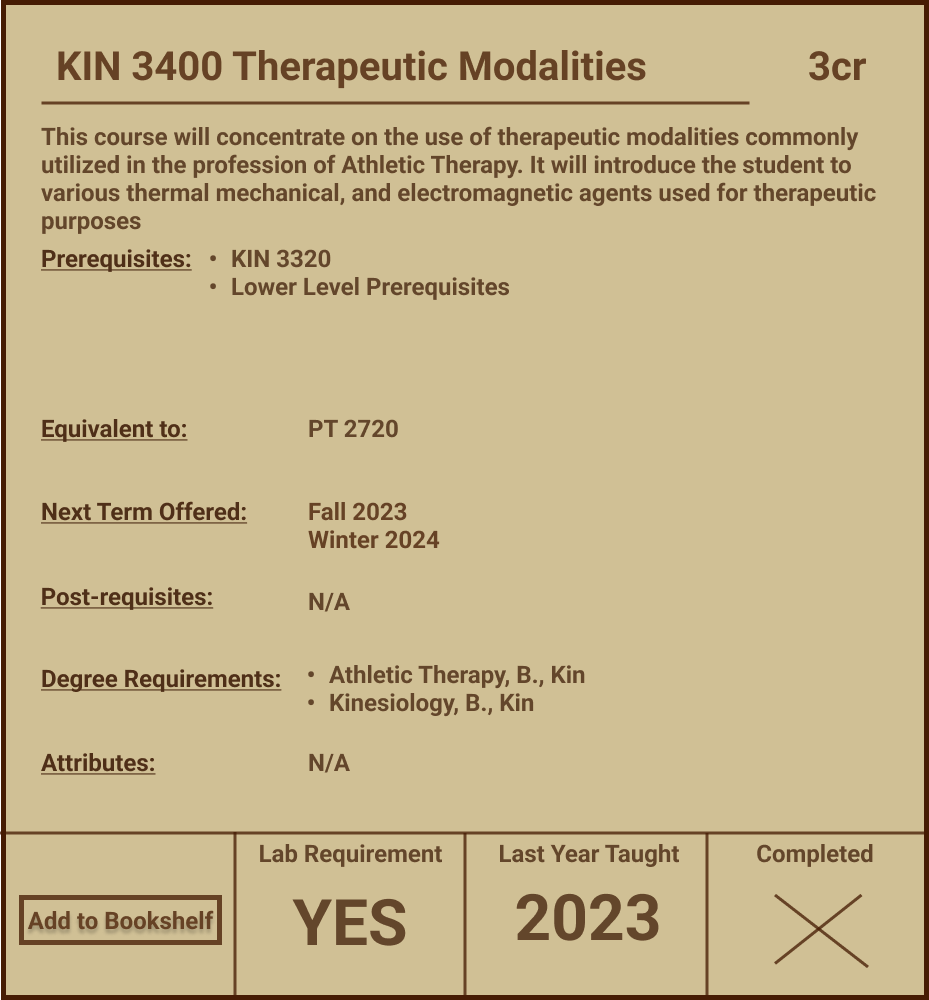 KIN 3400 Therapeutic Modalities 3cr
This course will concentrate on the use of therapeutic modalities commonly
utilized in the profession of Athletic Therapy. It will introduce the student to
various thermal mechanical, and electromagnetic agents used for therapeutic
purposes
Prerequisites: • KIN 3320
• Lower Level Prerequisites
Equivalent to: PT 2720
Next Term Offered: Fall 2023
Winter 2024
Post-requisites: N/A
Degree Requirements: • Athletic Therapy, B., Kin
• Kinesiology, B., Kin
Attributes: N/A
Lab Requirement Last Year Taught Completed
Add to Bookshelf YES 2023